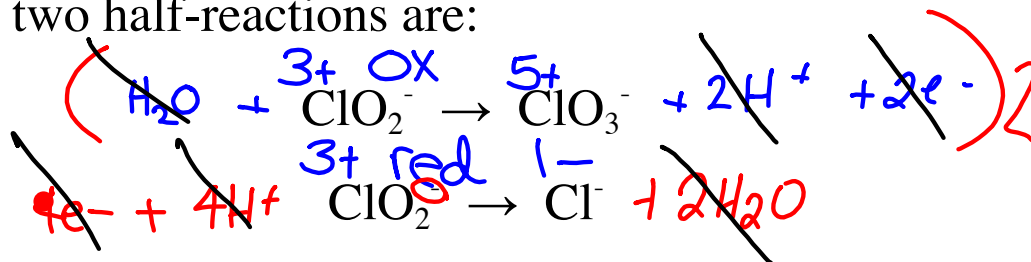 two half-reactions are:
3+ OX 5+
( H₂O + ClO₂⁻ → ClO₃⁻ + 2H⁺ + 2e⁻ ) 2
3+ red 1-
4e- + 4H+ ClO₂⁻ → Cl⁻ + 2H₂O